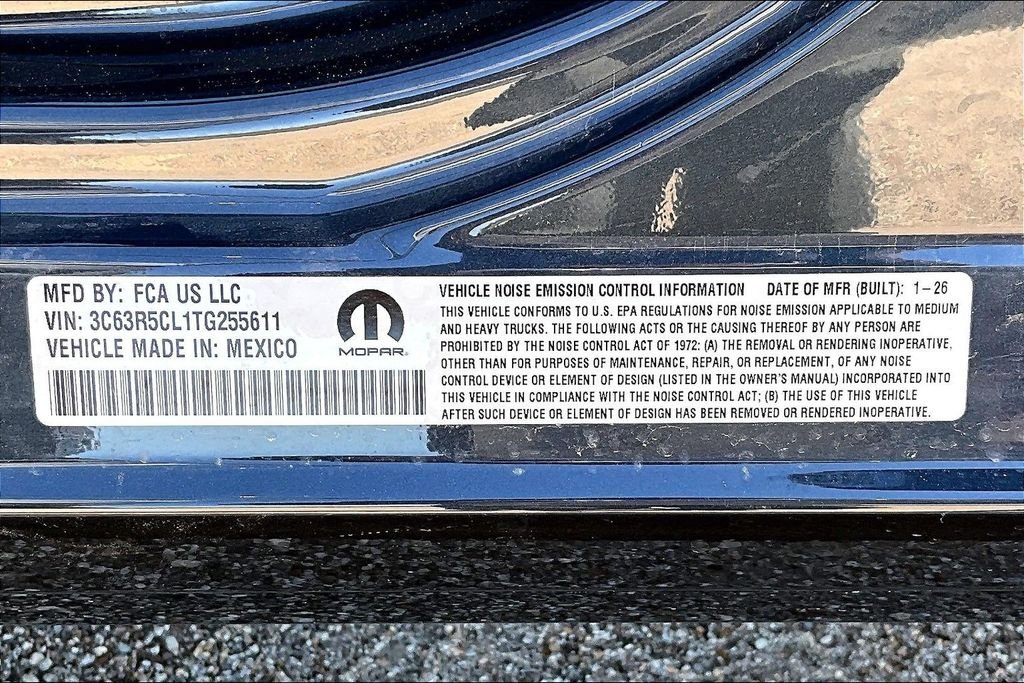 MFD BY: FCA US LLC
VIN: 3C63R5CL1TG255611
VEHICLE MADE IN: MEXICO
MOPAR
VEHICLE NOISE EMISSION CONTROL INFORMATION DATE OF MFR (BUILT): 1-26
THIS VEHICLE CONFORMS TO U.S. EPA REGULATIONS FOR NOISE EMISSION APPLICABLE TO MEDIUM
AND HEAVY TRUCKS. THE FOLLOWING ACTS OR THE CAUSING THEREOF BY ANY PERSON ARE
PROHIBITED BY THE NOISE CONTROL ACT OF 1972: (A) THE REMOVAL OR RENDERING INOPERATIVE,
OTHER THAN FOR PURPOSES OF MAINTENANCE, REPAIR, OR REPLACEMENT, OF ANY NOISE
CONTROL DEVICE OR ELEMENT OF DESIGN (LISTED IN THE OWNER'S MANUAL) INCORPORATED INTO
THIS VEHICLE IN COMPLIANCE WITH THE NOISE CONTROL ACT; (B) THE USE OF THIS VEHICLE
AFTER SUCH DEVICE OR ELEMENT OF DESIGN HAS BEEN REMOVED OR RENDERED INOPERATIVE.